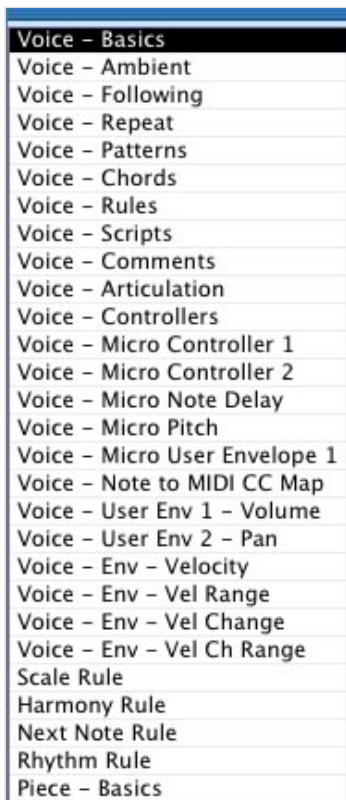 Voice – Basics
Voice – Ambient
Voice – Following
Voice – Repeat
Voice – Patterns
Voice – Chords
Voice – Rules
Voice – Scripts
Voice – Comments
Voice – Articulation
Voice – Controllers
Voice – Micro Controller 1
Voice – Micro Controller 2
Voice – Micro Note Delay
Voice – Micro Pitch
Voice – Micro User Envelope 1
Voice – Note to MIDI CC Map
Voice – User Env 1 – Volume
Voice – User Env 2 – Pan
Voice – Env – Velocity
Voice – Env – Vel Range
Voice – Env – Vel Change
Voice – Env – Vel Ch Range
Scale Rule
Harmony Rule
Next Note Rule
Rhythm Rule
Piece – Basics